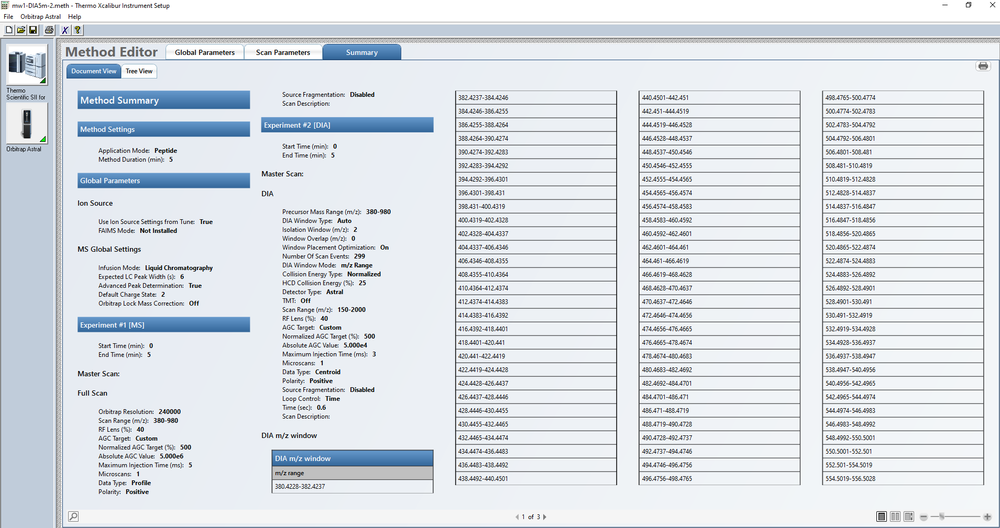 mw1-DIA5m-2.meth - Thermo Xcalibur Instrument Setup
File Orbitrap Astral Help
Thermo
Scientific SII for
Orbitrap Astral
Method Editor
Global Parameters
Scan Parameters
Summary
Document View
Tree View
Method Summary
Method Settings
Application Mode: Peptide
Method Duration (min): 5
Global Parameters
Ion Source
Use Ion Source Settings from Tune: True
FAIMS Mode: Not Installed
MS Global Settings
Infusion Mode: Liquid Chromatography
Expected LC Peak Width (s): 6
Advanced Peak Determination: True
Default Charge State: 2
Orbitrap Lock Mass Correction: Off
Experiment #1 [MS]
Start Time (min): 0
End Time (min): 5
Master Scan:
Full Scan
Orbitrap Resolution: 240000
Scan Range (m/z): 380-980
RF Lens (%): 40
AGC Target: Custom
Normalized AGC Target (%): 500
Absolute AGC Value: 5.000e6
Maximum Injection Time (ms): 5
Microscans: 1
Data Type: Profile
Polarity: Positive
Source Fragmentation: Disabled
Scan Description:
Experiment #2 [DIA]
Start Time (min): 0
End Time (min): 5
Master Scan:
DIA
Precursor Mass Range (m/z): 380-980
DIA Window Type: Auto
Isolation Window (m/z): 2
Window Overlap (m/z): 0
Window Placement Optimization: On
Number Of Scan Events: 299
DIA Window Mode: m/z Range
Collision Energy Type: Normalized
HCD Collision Energy (%): 25
Detector Type: Astral
TMT: Off
Scan Range (m/z): 150-2000
RF Lens (%): 40
AGC Target: Custom
Normalized AGC Target (%): 500
Absolute AGC Value: 5.000e4
Maximum Injection Time (ms): 3
Microscans: 1
Data Type: Centroid
Polarity: Positive
Source Fragmentation: Disabled
Loop Control: Time
Time (sec): 0.6
Scan Description:
DIA m/z window
DIA m/z window
m/z range
380.4228-382.4237
382.4237-384.4246
384.4246-386.4255
386.4255-388.4264
388.4264-390.4274
390.4274-392.4283
392.4283-394.4292
394.4292-396.4301
396.4301-398.431
398.431-400.4319
400.4319-402.4328
402.4328-404.4337
404.4337-406.4346
406.4346-408.4355
408.4355-410.4364
410.4364-412.4374
412.4374-414.4383
414.4383-416.4392
416.4392-418.4401
418.4401-420.441
420.441-422.4419
422.4419-424.4428
424.4428-426.4437
426.4437-428.4446
428.4446-430.4455
430.4455-432.4465
432.4465-434.4474
434.4474-436.4483
436.4483-438.4492
438.4492-440.4501
440.4501-442.451
442.451-444.4519
444.4519-446.4528
446.4528-448.4537
448.4537-450.4546
450.4546-452.4555
452.4555-454.4565
454.4565-456.4574
456.4574-458.4583
458.4583-460.4592
460.4592-462.4601
462.4601-464.461
464.461-466.4619
466.4619-468.4628
468.4628-470.4637
470.4637-472.4646
472.4646-474.4656
474.4656-476.4665
476.4665-478.4674
478.4674-480.4683
480.4683-482.4692
482.4692-484.4701
484.4701-486.471
486.471-488.4719
488.4719-490.4728
490.4728-492.4737
492.4737-494.4746
494.4746-496.4756
496.4756-498.4765
498.4765-500.4774
500.4774-502.4783
502.4783-504.4792
504.4792-506.4801
506.4801-508.481
508.481-510.4819
510.4819-512.4828
512.4828-514.4837
514.4837-516.4847
516.4847-518.4856
518.4856-520.4865
520.4865-522.4874
522.4874-524.4883
524.4883-526.4892
526.4892-528.4901
528.4901-530.491
530.491-532.4919
532.4919-534.4928
534.4928-536.4937
536.4937-538.4947
538.4947-540.4956
540.4956-542.4965
542.4965-544.4974
544.4974-546.4983
546.4983-548.4992
548.4992-550.5001
550.5001-552.501
552.501-554.5019
554.5019-556.5028
1 of 3